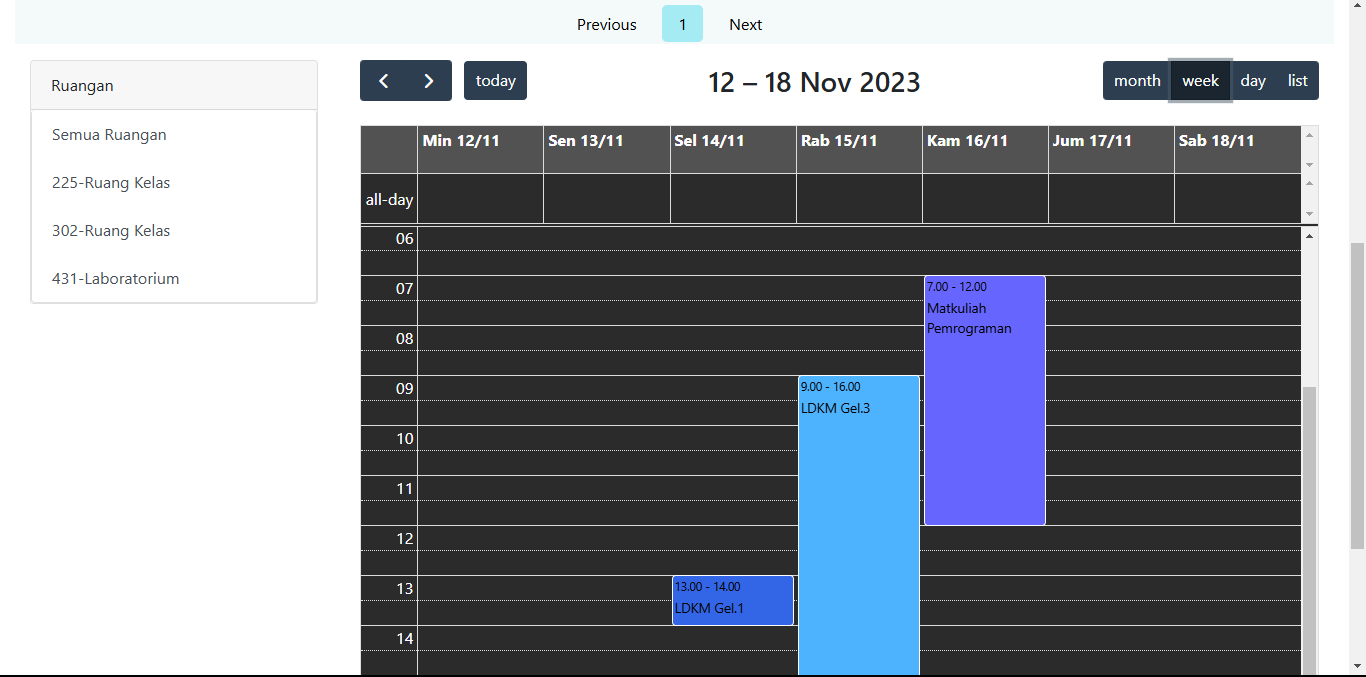 Previous 1 Next
Ruangan
Semua Ruangan
225-Ruang Kelas
302-Ruang Kelas
431-Laboratorium
today
12 – 18 Nov 2023
month week day list
Min 12/11 Sen 13/11 Sel 14/11 Rab 15/11 Kam 16/11 Jum 17/11 Sab 18/11
all-day
06
07
7.00 - 12.00
Matkuliah
Pemrograman
08
09
9.00 - 16.00
LDKM Gel.3
10
11
12
13
13.00 - 14.00
LDKM Gel.1
14